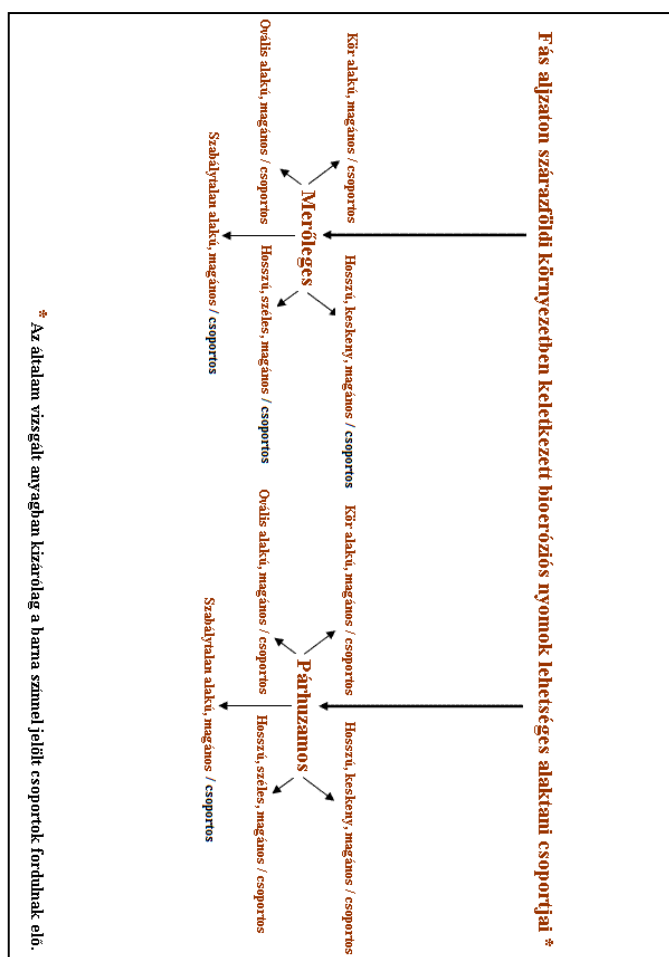 Fás aljzaton szárazföldi környezetben keletkezett bioeróziós nyomok lehetséges alaktani csoportjai *
Kör alakú, magános / csoportos
Hosszú, keskeny, magános / csoportos
Merőleges
Ovális alakú, magános / csoportos
Hosszú, széles, magános / csoportos
Szabálytalan alakú, magános / csoportos
Kör alakú, magános / csoportos
Hosszú, keskeny, magános / csoportos
Párhuzamos
Ovális alakú, magános / csoportos
Hosszú, széles, magános / csoportos
Szabálytalan alakú, magános / csoportos
* Az általam vizsgált anyagban kizárólag a barna színnel jelölt csoportok fordulnak elő.